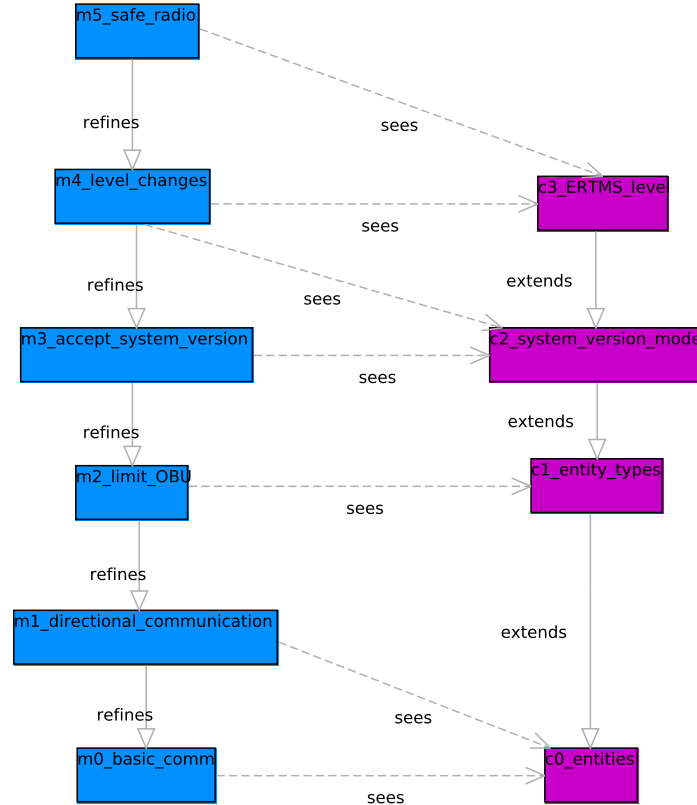 m5_safe_radio
refines
sees
m4_level_changes
c3_ERTMS_level
sees
refines
extends
sees
m3_accept_system_version
c2_system_version_mode
sees
refines
extends
m2_limit_OBU
c1_entity_types
sees
refines
extends
m1_directional_communication
refines
sees
m0_basic_comm
c0_entities
sees